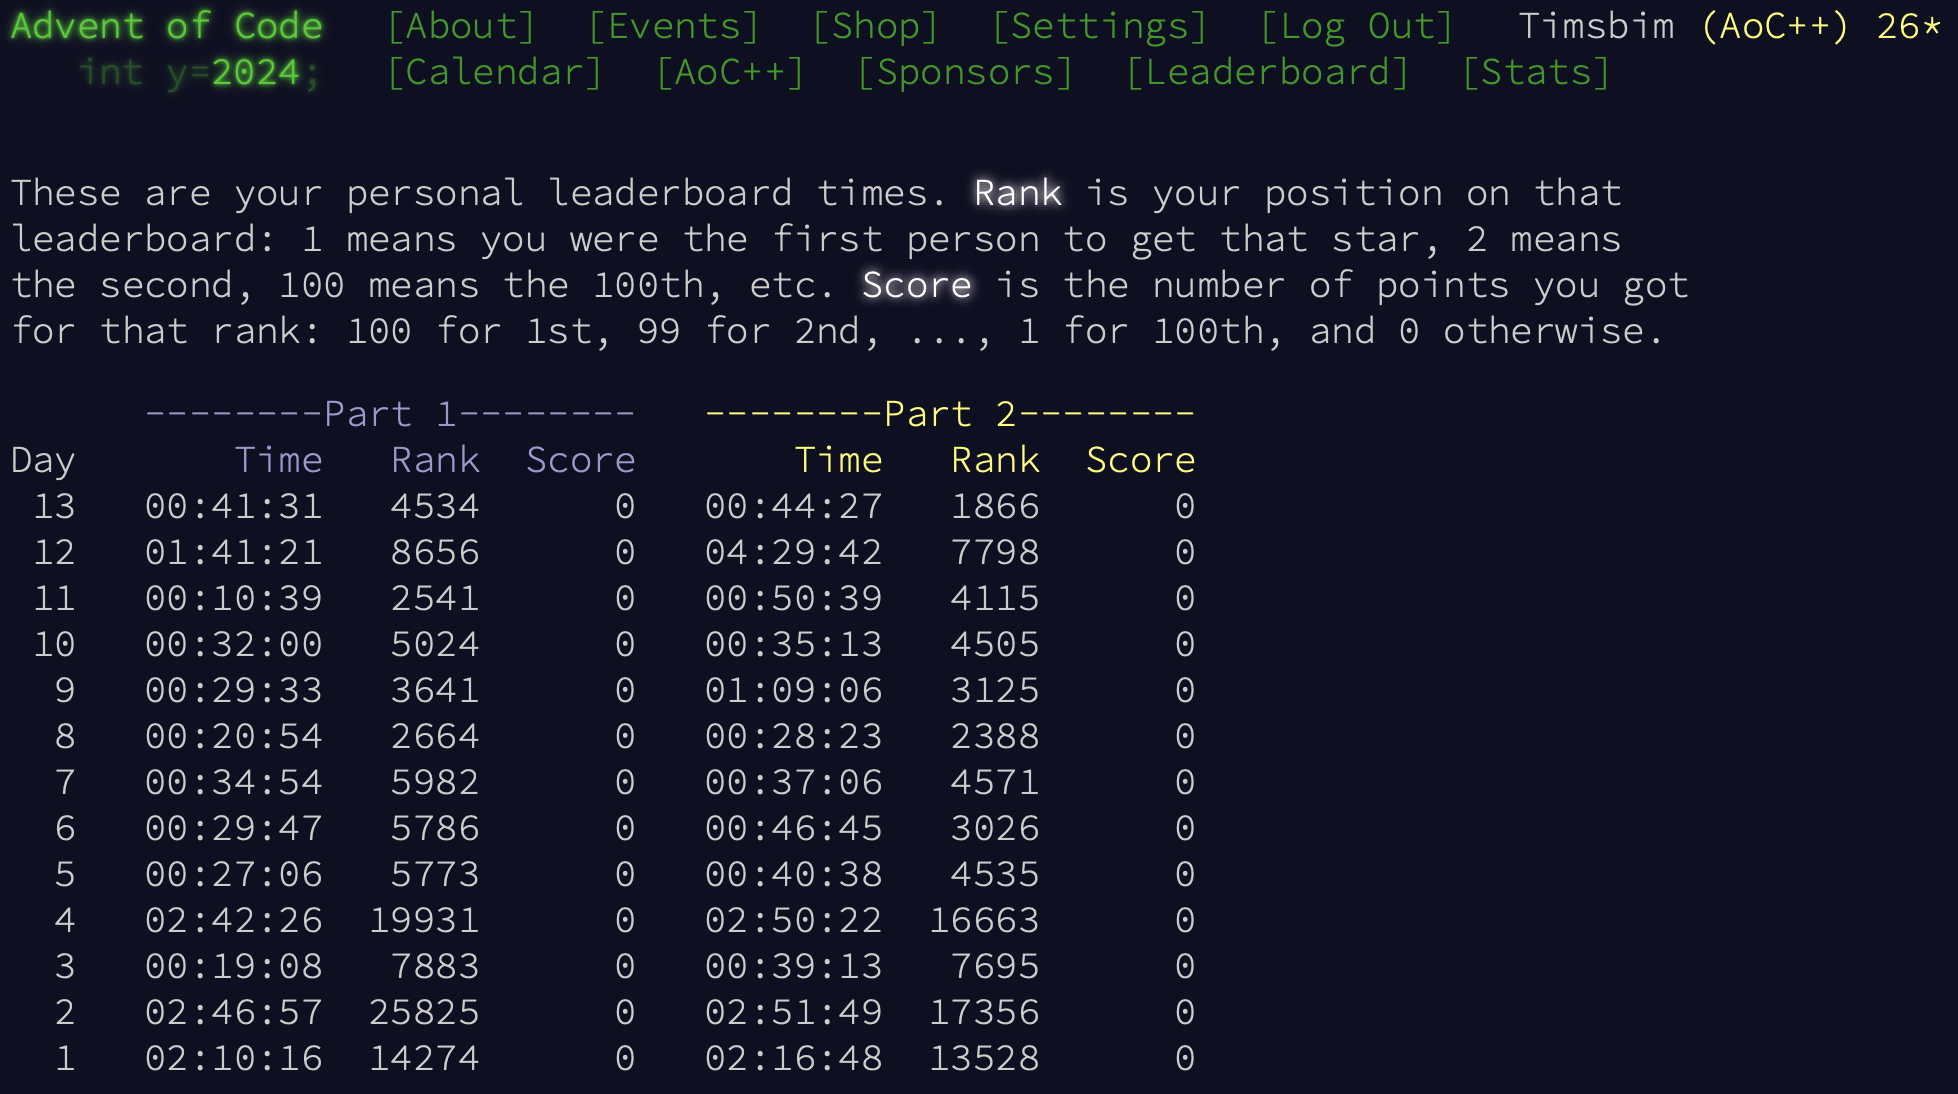 Advent of Code [About] [Events] [Shop] [Settings] [Log Out] Timsbim (AoC++) 26*
int y=2024; [Calendar] [AoC++] [Sponsors] [Leaderboard] [Stats]
These are your personal leaderboard times. Rank is your position on that
leaderboard: 1 means you were the first person to get that star, 2 means
the second, 100 means the 100th, etc. Score is the number of points you got
for that rank: 100 for 1st, 99 for 2nd, ..., 1 for 100th, and 0 otherwise.
--------Part 1-------- --------Part 2--------
Day Time Rank Score Time Rank Score
13 00:41:31 4534 0 00:44:27 1866 0
12 01:41:21 8656 0 04:29:42 7798 0
11 00:10:39 2541 0 00:50:39 4115 0
10 00:32:00 5024 0 00:35:13 4505 0
9 00:29:33 3641 0 01:09:06 3125 0
8 00:20:54 2664 0 00:28:23 2388 0
7 00:34:54 5982 0 00:37:06 4571 0
6 00:29:47 5786 0 00:46:45 3026 0
5 00:27:06 5773 0 00:40:38 4535 0
4 02:42:26 19931 0 02:50:22 16663 0
3 00:19:08 7883 0 00:39:13 7695 0
2 02:46:57 25825 0 02:51:49 17356 0
1 02:10:16 14274 0 02:16:48 13528 0